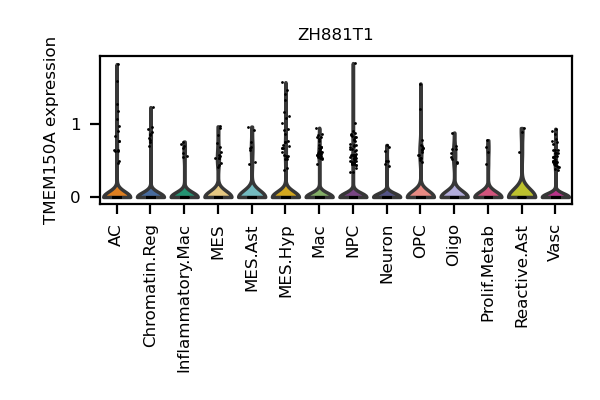 ZH881T1
TMEM150A expression
1
0
AC
Chromatin.Reg
Inflammatory.Mac
MES
MES.Ast
MES.Hyp
Mac
NPC
Neuron
OPC
Oligo
Prolif.Metab
Reactive.Ast
Vasc